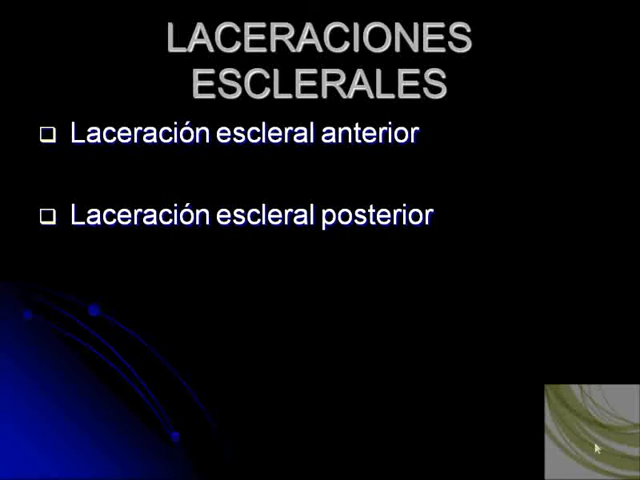 LACERACIONES
ESCLERALES
Laceración escleral anterior
Laceración escleral posterior